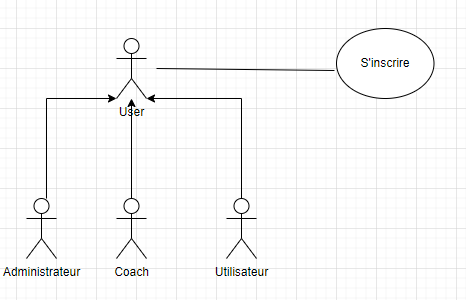 S'inscrire
User
Administrateur
Coach
Utilisateur